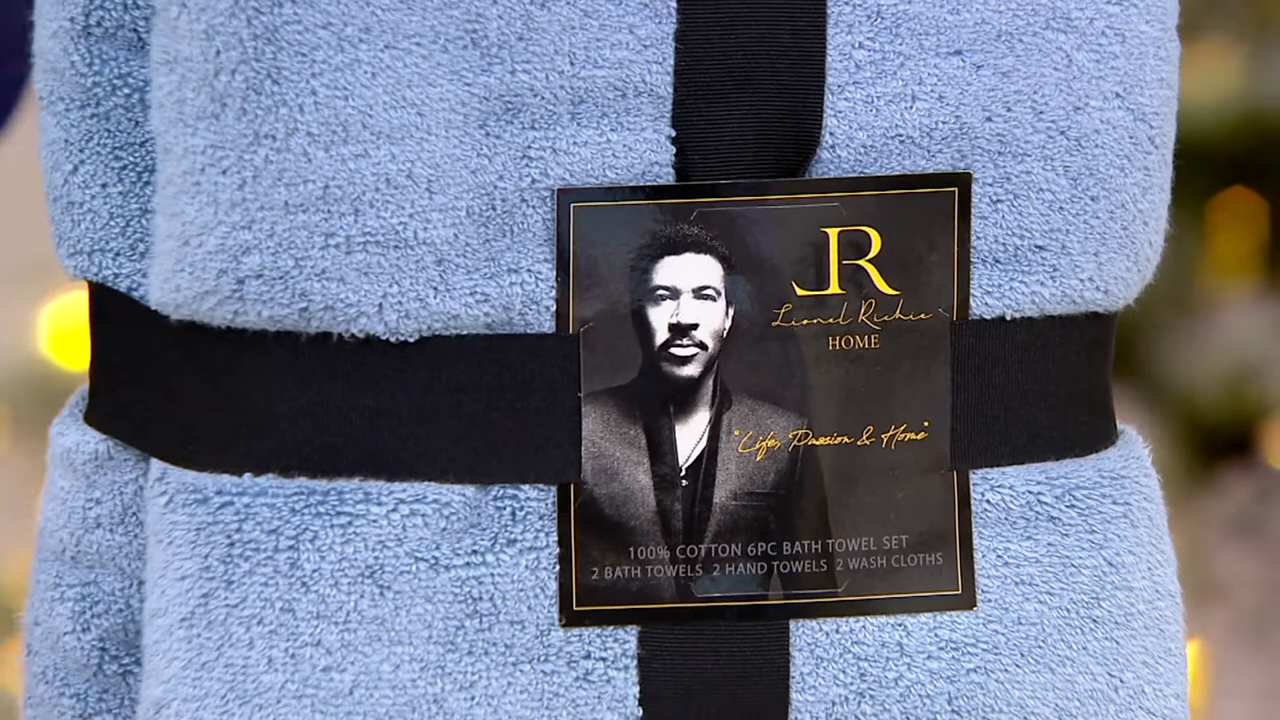 LR
Lionel Richie
HOME
"Life, Passion & Home"
100% COTTON 6PC BATH TOWEL SET
2 BATH TOWELS 2 HAND TOWELS 2 WASH CLOTHS